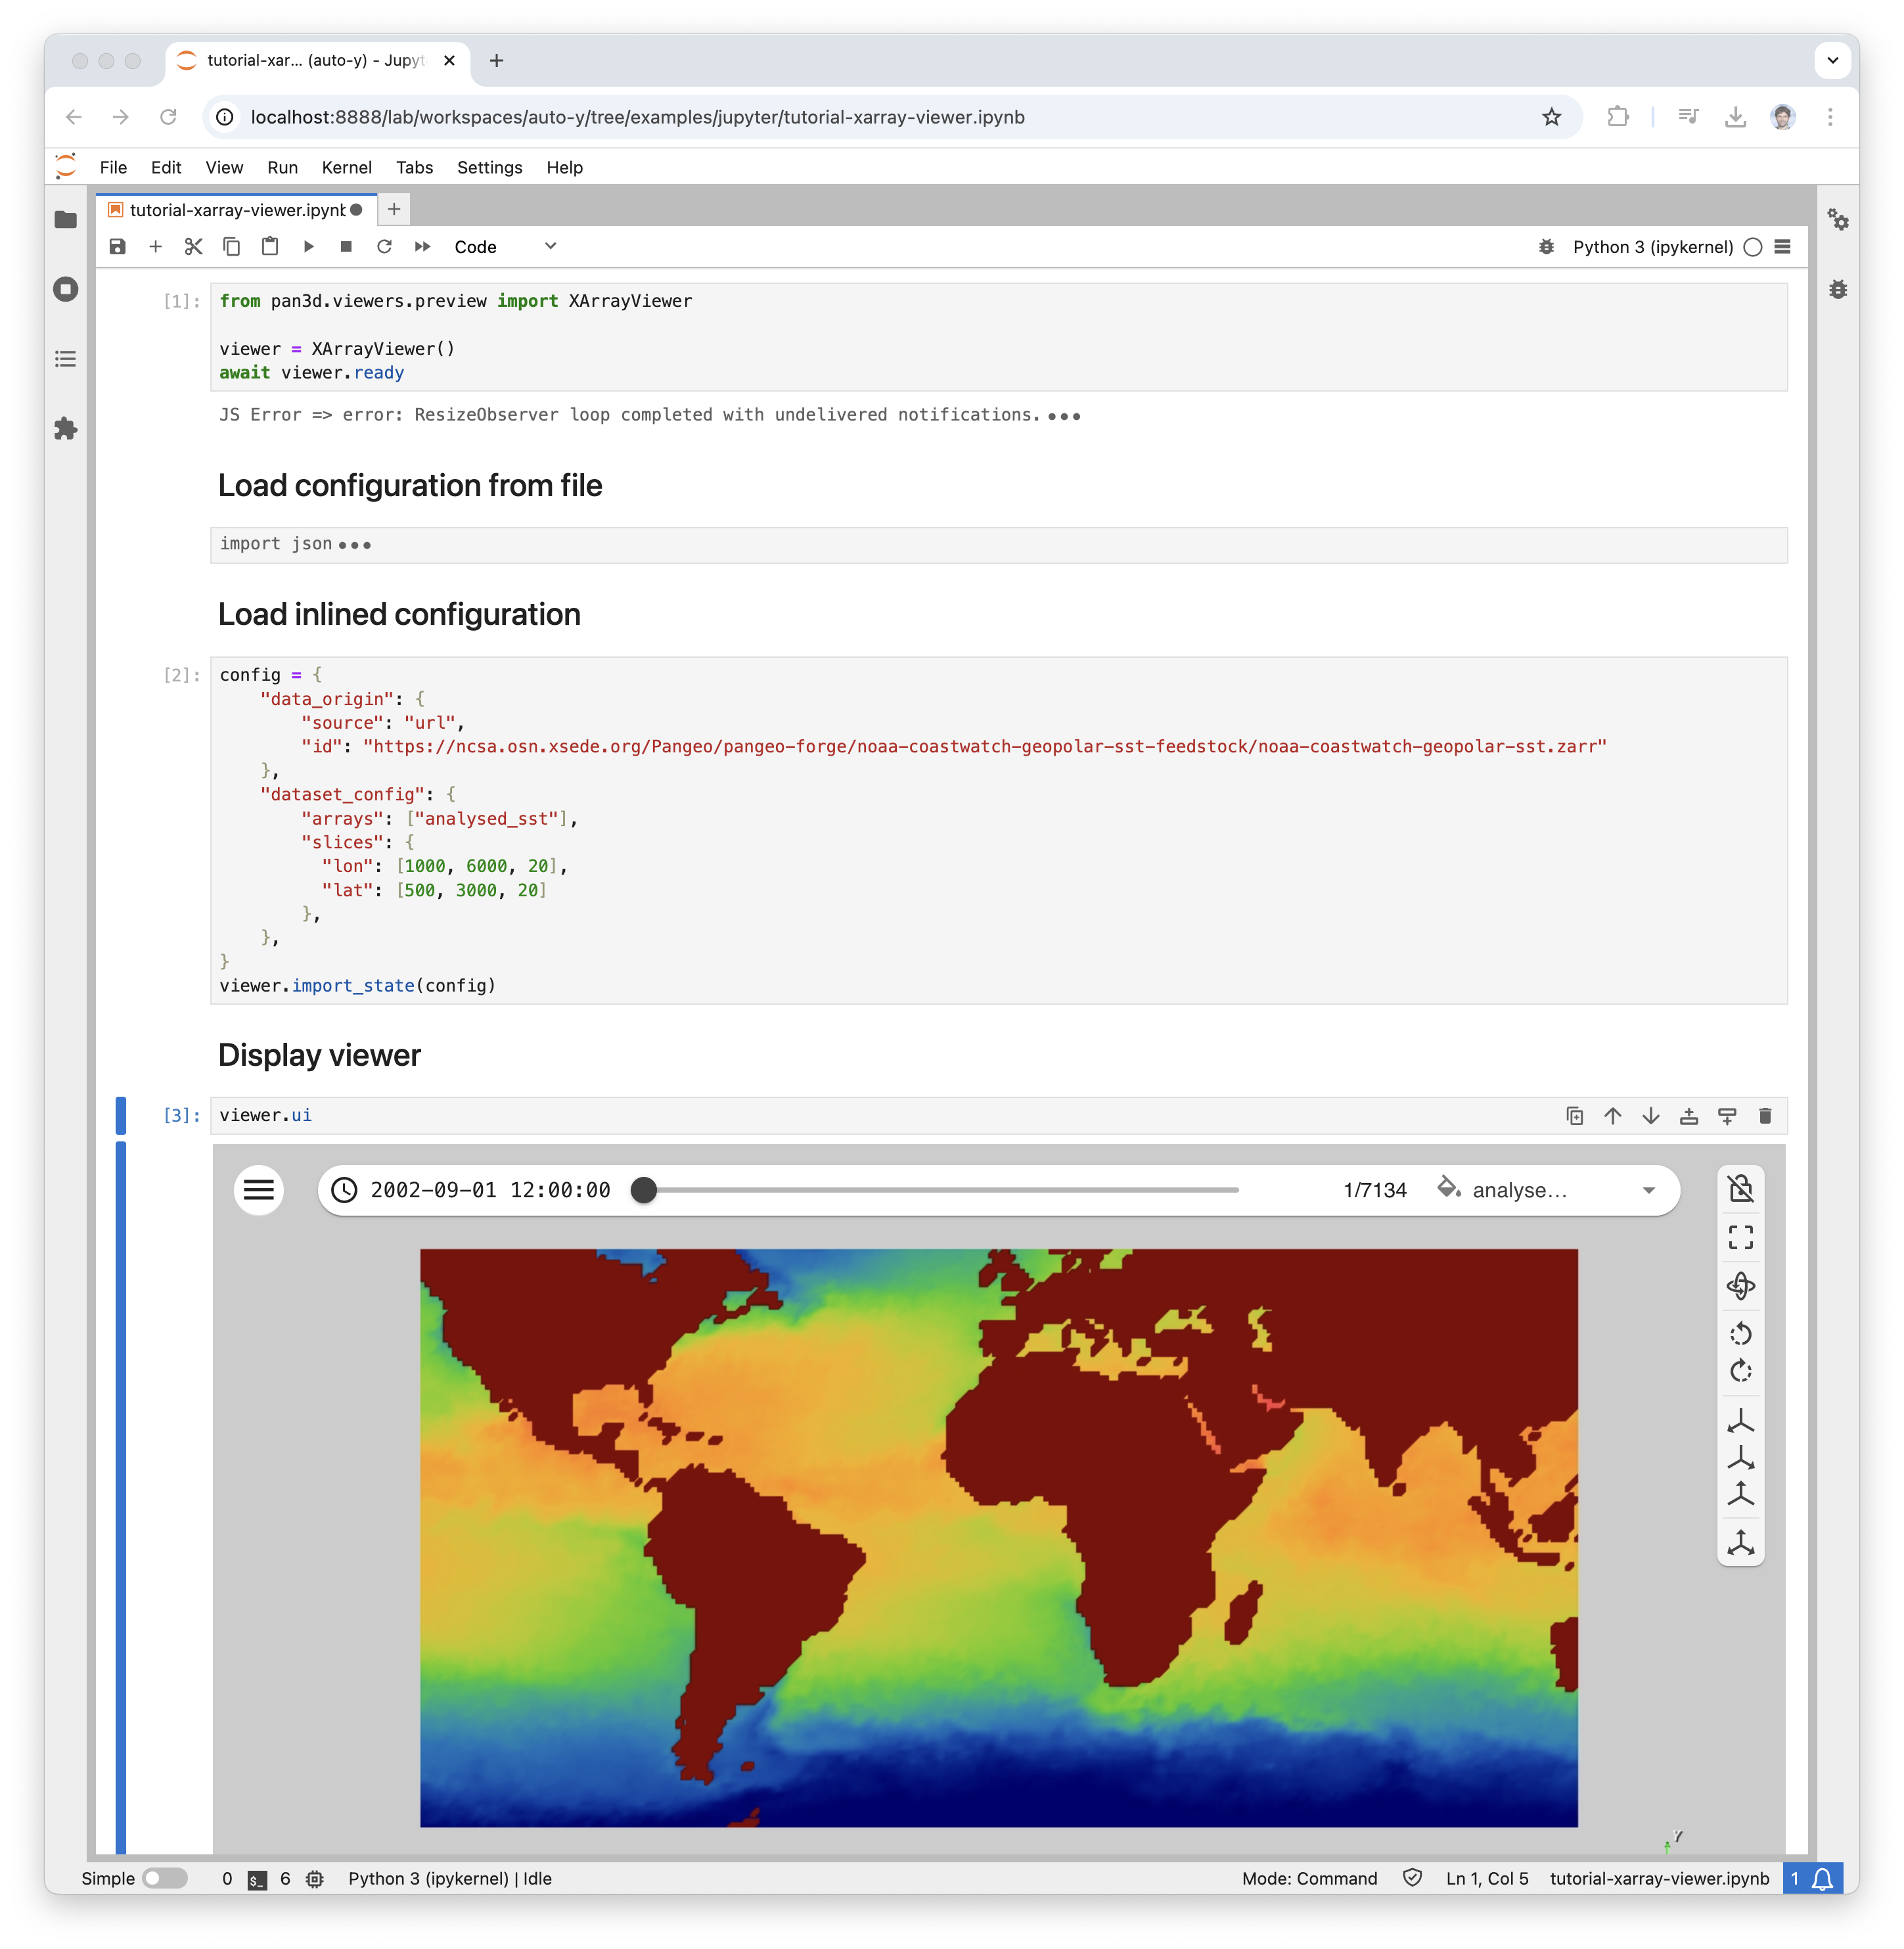 tutorial-xar... (auto-y) - Jupyt
localhost:8888/lab/workspaces/auto-y/tree/examples/jupyter/tutorial-xarray-viewer.ipynb
File Edit View Run Kernel Tabs Settings Help
tutorial-xarray-viewer.ipynb
Code Python 3 (ipykernel)
[1]: from pan3d.viewers.preview import XArrayViewer
viewer = XArrayViewer()
await viewer.ready
JS Error => error: ResizeObserver loop completed with undelivered notifications.
Load configuration from file
import json
Load inlined configuration
[2]: config = {
"data_origin": {
"source": "url",
"id": "https://ncsa.osn.xsede.org/Pangeo/pangeo-forge/noaa-coastwatch-geopolar-sst-feedstock/noaa-coastwatch-geopolar-sst.zarr"
},
"dataset_config": {
"arrays": ["analysed_sst"],
"slices": {
"lon": [1000, 6000, 20],
"lat": [500, 3000, 20]
},
},
}
viewer.import_state(config)
Display viewer
[3]: viewer.ui
2002-09-01 12:00:00 1/7134 analyse...
Y
Simple 0 $_ 6 Python 3 (ipykernel) | Idle Mode: Command Ln 1, Col 5 tutorial-xarray-viewer.ipynb 1